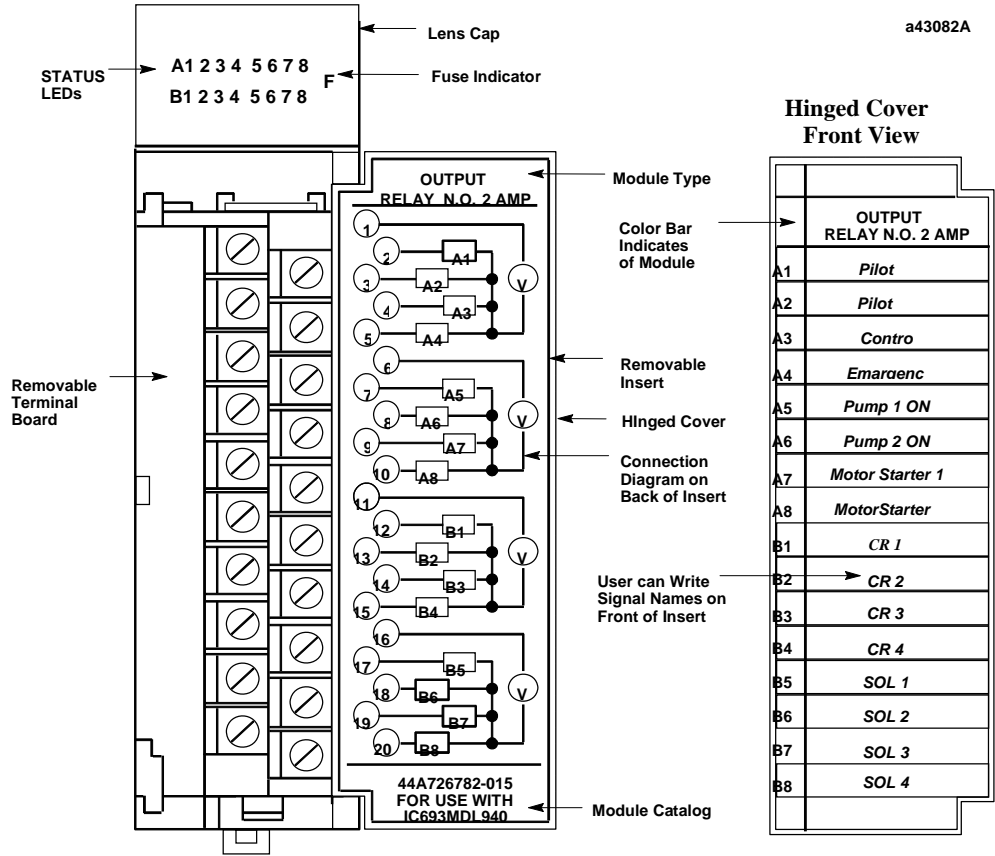 a43082A
Lens Cap
STATUS
LEDs
A1 2 3 4 5 6 7 8
B1 2 3 4 5 6 7 8
F
Fuse Indicator
Hinged Cover
Front View
OUTPUT
RELAY N.O. 2 AMP
Module Type
Color Bar
Indicates
of Module
Removable
Terminal
Board
1
2
A1
3
A2
V
4
A3
5
A4
6
7
A5
8
A6
V
9
A7
10
A8
11
12
B1
13
B2
V
14
B3
15
B4
16
17
B5
18
B6
V
19
B7
20
B8
44A726782-015
FOR USE WITH
IC693MDL940
Removable
Insert
HInged Cover
Connection
Diagram on
Back of Insert
User can Write
Signal Names on
Front of Insert
Module Catalog
OUTPUT
RELAY N.O. 2 AMP
A1 Pilot
A2 Pilot
A3 Contro
A4 Emargenc
A5 Pump 1 ON
A6 Pump 2 ON
A7 Motor Starter 1
A8 MotorStarter
B1 CR 1
B2 CR 2
B3 CR 3
B4 CR 4
B5 SOL 1
B6 SOL 2
B7 SOL 3
B8 SOL 4